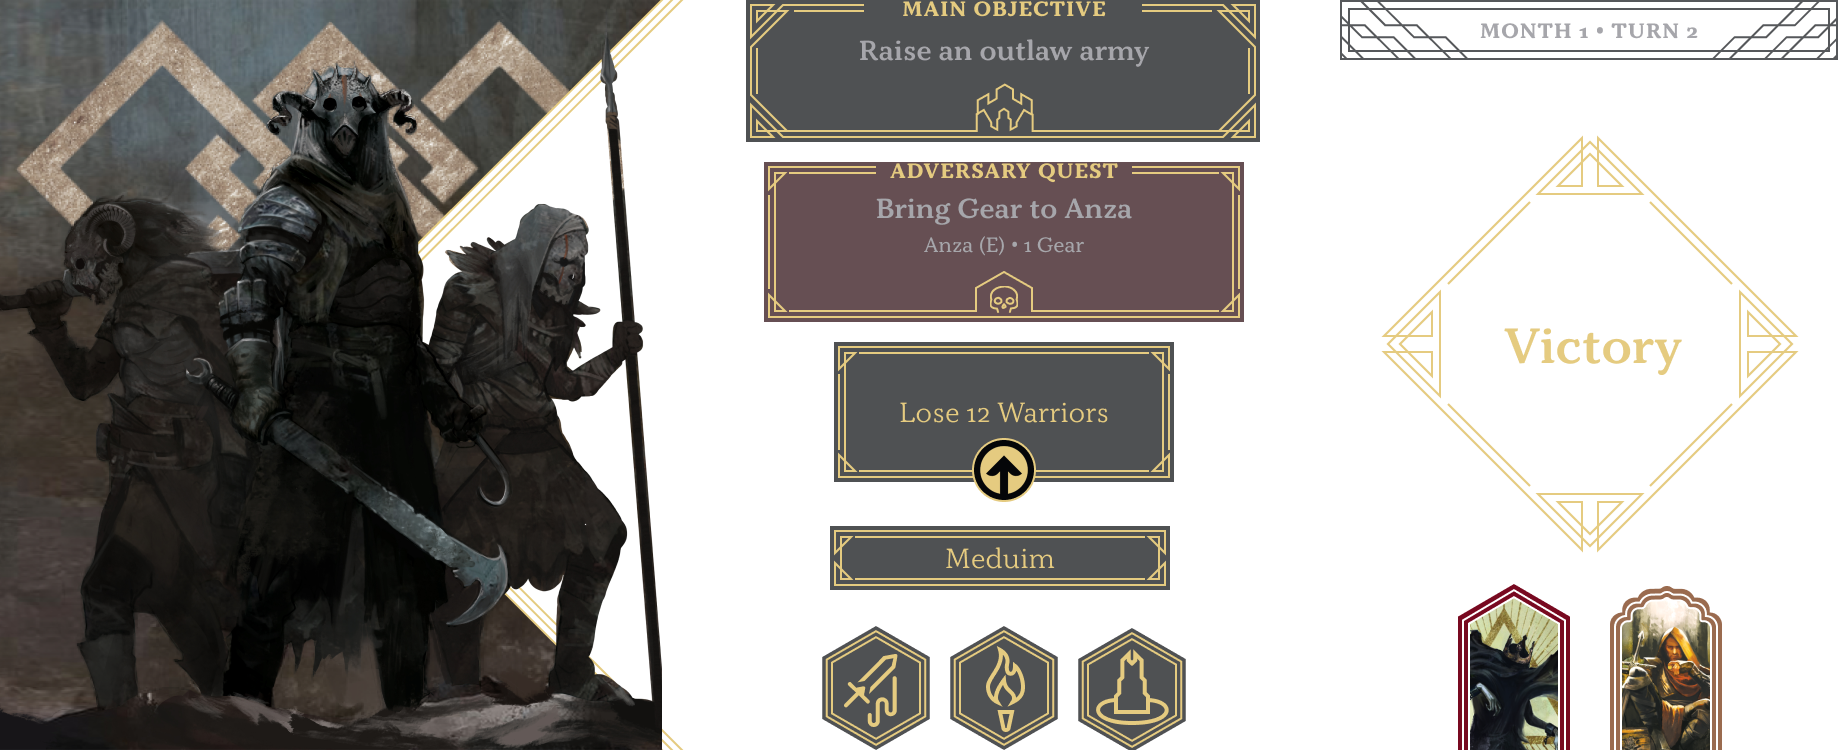 MAIN OBJECTIVE
Raise an outlaw army
ADVERSARY QUEST
Bring Gear to Anza
Anza (E) • 1 Gear
Lose 12 Warriors
Meduim
MONTH 1 • TURN 2
Victory